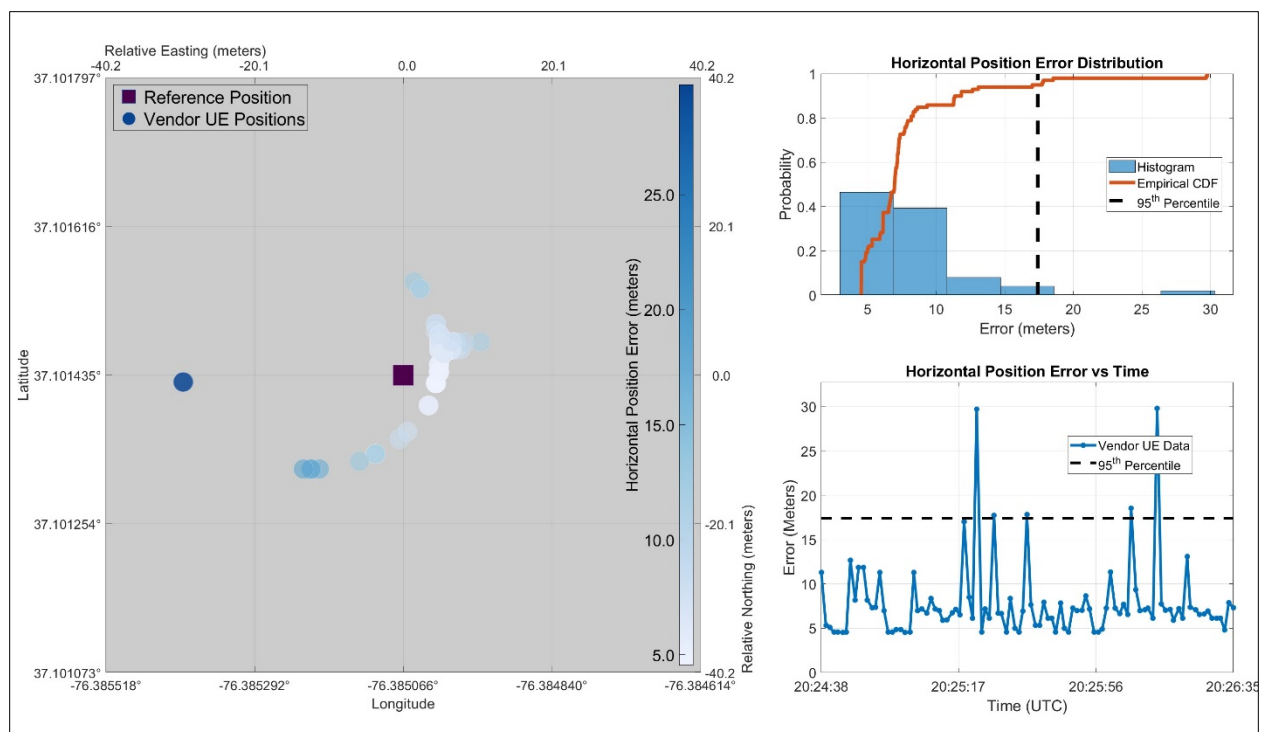 Relative Easting (meters)
-40.2 -20.1 0.0 20.1 40.2
37.101797°
37.101616°
37.101435°
37.101254°
37.101073°
Latitude
Reference Position
Vendor UE Positions
-76.385518° -76.385292° -76.385066° -76.384840° -76.384614°
Longitude
Horizontal Position Error (meters)
25.0
20.0
15.0
10.0
5.0
40.2
20.1
0.0
-20.1
-40.2
Relative Northing (meters)
Horizontal Position Error Distribution
Probability
1
0.8
0.6
0.4
0.2
0
Histogram
Empirical CDF
95th Percentile
5 10 15 20 25 30
Error (meters)
Horizontal Position Error vs Time
Error (Meters)
30
25
20
15
10
5
0
Vendor UE Data
95th Percentile
20:24:38 20:25:17 20:25:56 20:26:35
Time (UTC)